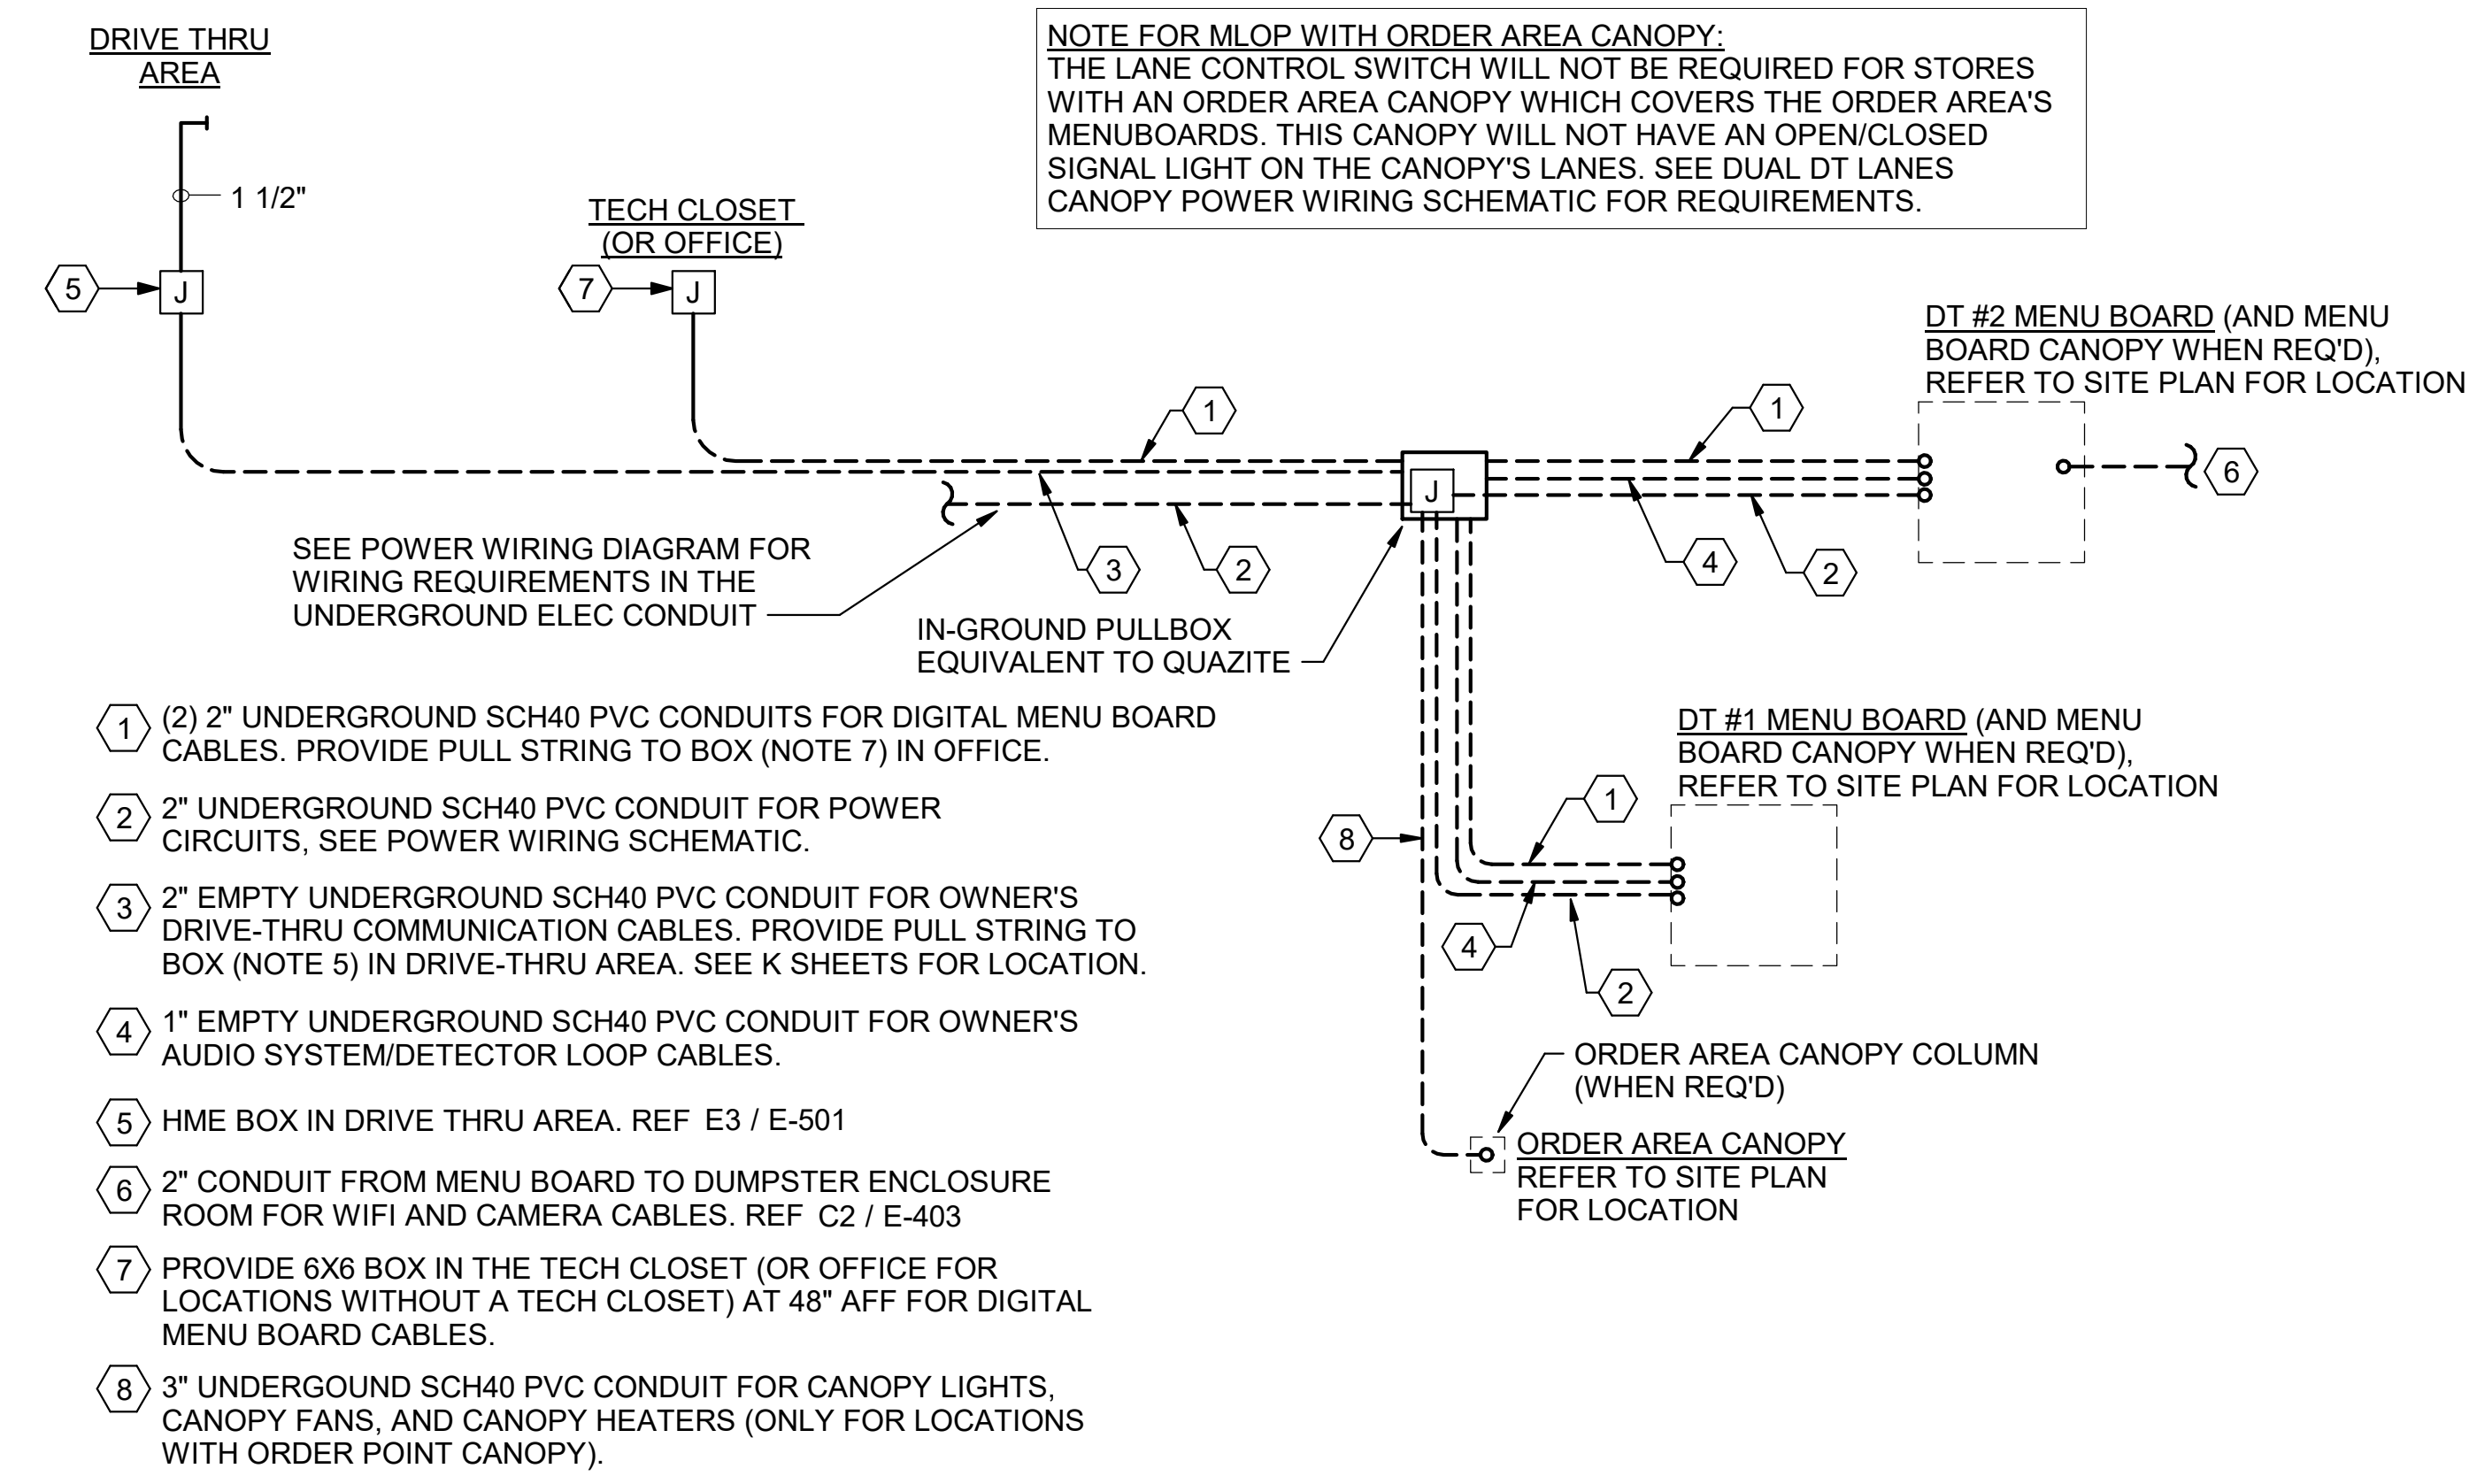 DRIVE THRU
AREA
1 1/2"
5
J
TECH CLOSET
(OR OFFICE)
7
J
NOTE FOR MLOP WITH ORDER AREA CANOPY:
THE LANE CONTROL SWITCH WILL NOT BE REQUIRED FOR STORES
WITH AN ORDER AREA CANOPY WHICH COVERS THE ORDER AREA'S
MENUBOARDS. THIS CANOPY WILL NOT HAVE AN OPEN/CLOSED
SIGNAL LIGHT ON THE CANOPY'S LANES. SEE DUAL DT LANES
CANOPY POWER WIRING SCHEMATIC FOR REQUIREMENTS.
DT #2 MENU BOARD (AND MENU
BOARD CANOPY WHEN REQ'D),
REFER TO SITE PLAN FOR LOCATION
1
1
6
J
3
2
4
2
SEE POWER WIRING DIAGRAM FOR
WIRING REQUIREMENTS IN THE
UNDERGROUND ELEC CONDUIT
IN-GROUND PULLBOX
EQUIVALENT TO QUAZITE
DT #1 MENU BOARD (AND MENU
BOARD CANOPY WHEN REQ'D),
REFER TO SITE PLAN FOR LOCATION
1
8
4
2
ORDER AREA CANOPY COLUMN
(WHEN REQ'D)
ORDER AREA CANOPY
REFER TO SITE PLAN
FOR LOCATION
1 (2) 2" UNDERGROUND SCH40 PVC CONDUITS FOR DIGITAL MENU BOARD
CABLES. PROVIDE PULL STRING TO BOX (NOTE 7) IN OFFICE.
2 2" UNDERGROUND SCH40 PVC CONDUIT FOR POWER
CIRCUITS, SEE POWER WIRING SCHEMATIC.
3 2" EMPTY UNDERGROUND SCH40 PVC CONDUIT FOR OWNER'S
DRIVE-THRU COMMUNICATION CABLES. PROVIDE PULL STRING TO
BOX (NOTE 5) IN DRIVE-THRU AREA. SEE K SHEETS FOR LOCATION.
4 1" EMPTY UNDERGROUND SCH40 PVC CONDUIT FOR OWNER'S
AUDIO SYSTEM/DETECTOR LOOP CABLES.
5 HME BOX IN DRIVE THRU AREA. REF E3 / E-501
6 2" CONDUIT FROM MENU BOARD TO DUMPSTER ENCLOSURE
ROOM FOR WIFI AND CAMERA CABLES. REF C2 / E-403
7 PROVIDE 6X6 BOX IN THE TECH CLOSET (OR OFFICE FOR
LOCATIONS WITHOUT A TECH CLOSET) AT 48" AFF FOR DIGITAL
MENU BOARD CABLES.
8 3" UNDERGOUND SCH40 PVC CONDUIT FOR CANOPY LIGHTS,
CANOPY FANS, AND CANOPY HEATERS (ONLY FOR LOCATIONS
WITH ORDER POINT CANOPY).